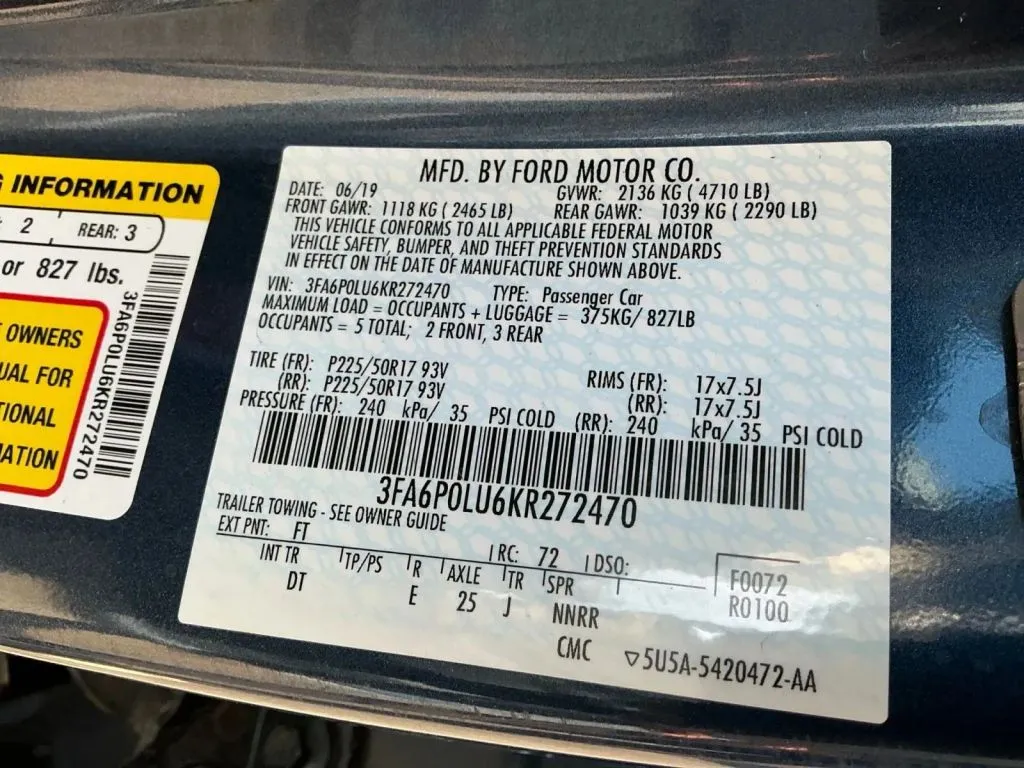 G INFORMATION
: 2 REAR: 3
or 827 lbs.
3FA6P0LU6KR272470
OWNERS
UAL FOR
TIONAL
MATION
MFD. BY FORD MOTOR CO.
DATE: 06/19 GVWR: 2136 KG ( 4710 LB)
FRONT GAWR: 1118 KG ( 2465 LB) REAR GAWR: 1039 KG ( 2290 LB)
THIS VEHICLE CONFORMS TO ALL APPLICABLE FEDERAL MOTOR
VEHICLE SAFETY, BUMPER, AND THEFT PREVENTION STANDARDS
IN EFFECT ON THE DATE OF MANUFACTURE SHOWN ABOVE.
VIN: 3FA6P0LU6KR272470 TYPE: Passenger Car
MAXIMUM LOAD = OCCUPANTS + LUGGAGE = 375KG/ 827LB
OCCUPANTS = 5 TOTAL; 2 FRONT, 3 REAR
TIRE (FR): P225/50R17 93V RIMS (FR): 17x7.5J
(RR): P225/50R17 93V (RR): 17x7.5J
PRESSURE (FR): 240 kPa/ 35 PSI COLD (RR): 240 kPa/ 35 PSI COLD
3FA6P0LU6KR272470
TRAILER TOWING - SEE OWNER GUIDE
EXT PNT: FT RC: 72 DSO:
INT TR TP/PS R AXLE TR SPR F0072
DT E 25 J NNRR R0100
CMC ▽5U5A-5420472-AA